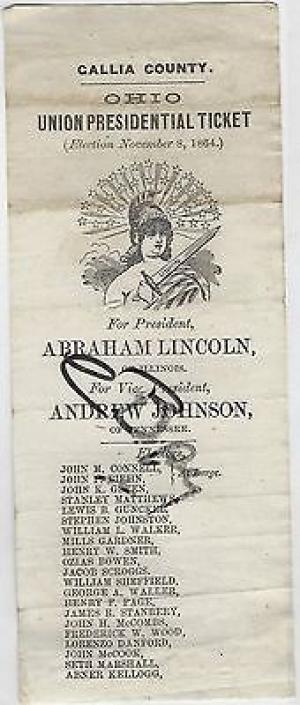 GALLIA COUNTY.
OHIO
UNION PRESIDENTIAL TICKET
(Election November 8, 1864.)
For President,
ABRAHAM LINCOLN,
OF ILLINOIS.
For Vice President,
ANDREW JOHNSON,
OF TENNESSEE.
JOHN M. CONNELL,
JOHN
JOHN K. GREEN,
STANLEY MATTHEWS,
LEWIS B. GUNCKEL,
STEPHEN JOHNSTON,
WILLIAM L. WALKER,
MILLS GARDNER,
HENRY W. SMITH,
OZIAS BOWEN,
JACOB SCROGGS,
WILLIAM SHEFFIELD,
GEORGE A. WALLER,
HENRY F. PAGE,
JAMES R. STANBERY,
JOHN H. McCOMBS,
FREDERICK W. WOOD,
LORENZO DANFORD,
JOHN McCOOK,
SETH MARSHALL,
ABNER KELLOGG,